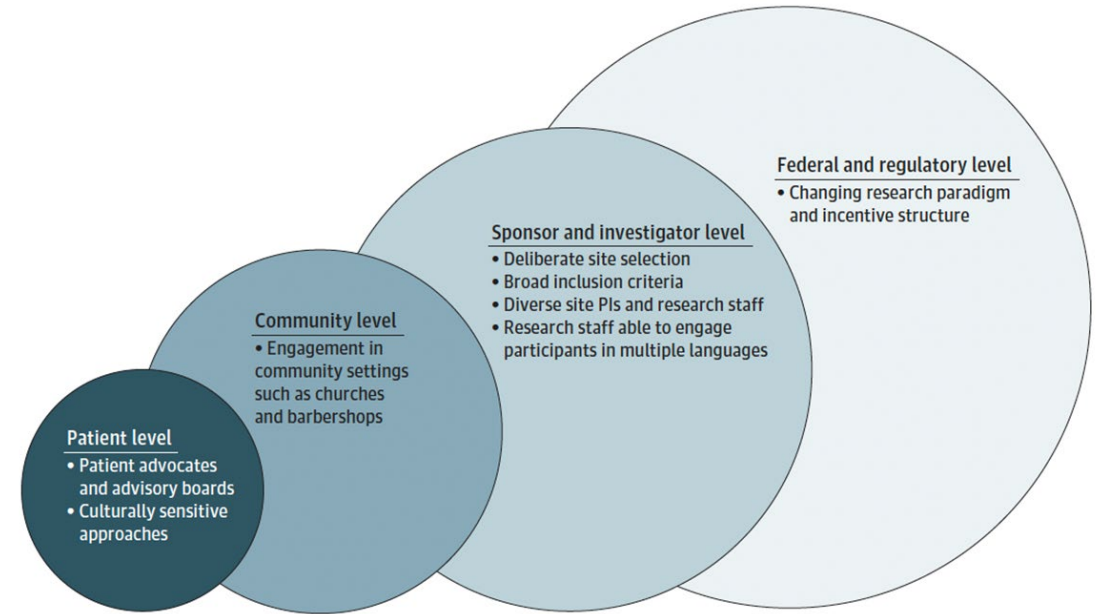 Federal and regulatory level
• Changing research paradigm
and incentive structure
Sponsor and investigator level
• Deliberate site selection
• Broad inclusion criteria
• Diverse site PIs and research staff
• Research staff able to engage
participants in multiple languages
Community level
• Engagement in
community settings
such as churches
and barbershops
Patient level
• Patient advocates
and advisory boards
• Culturally sensitive
approaches